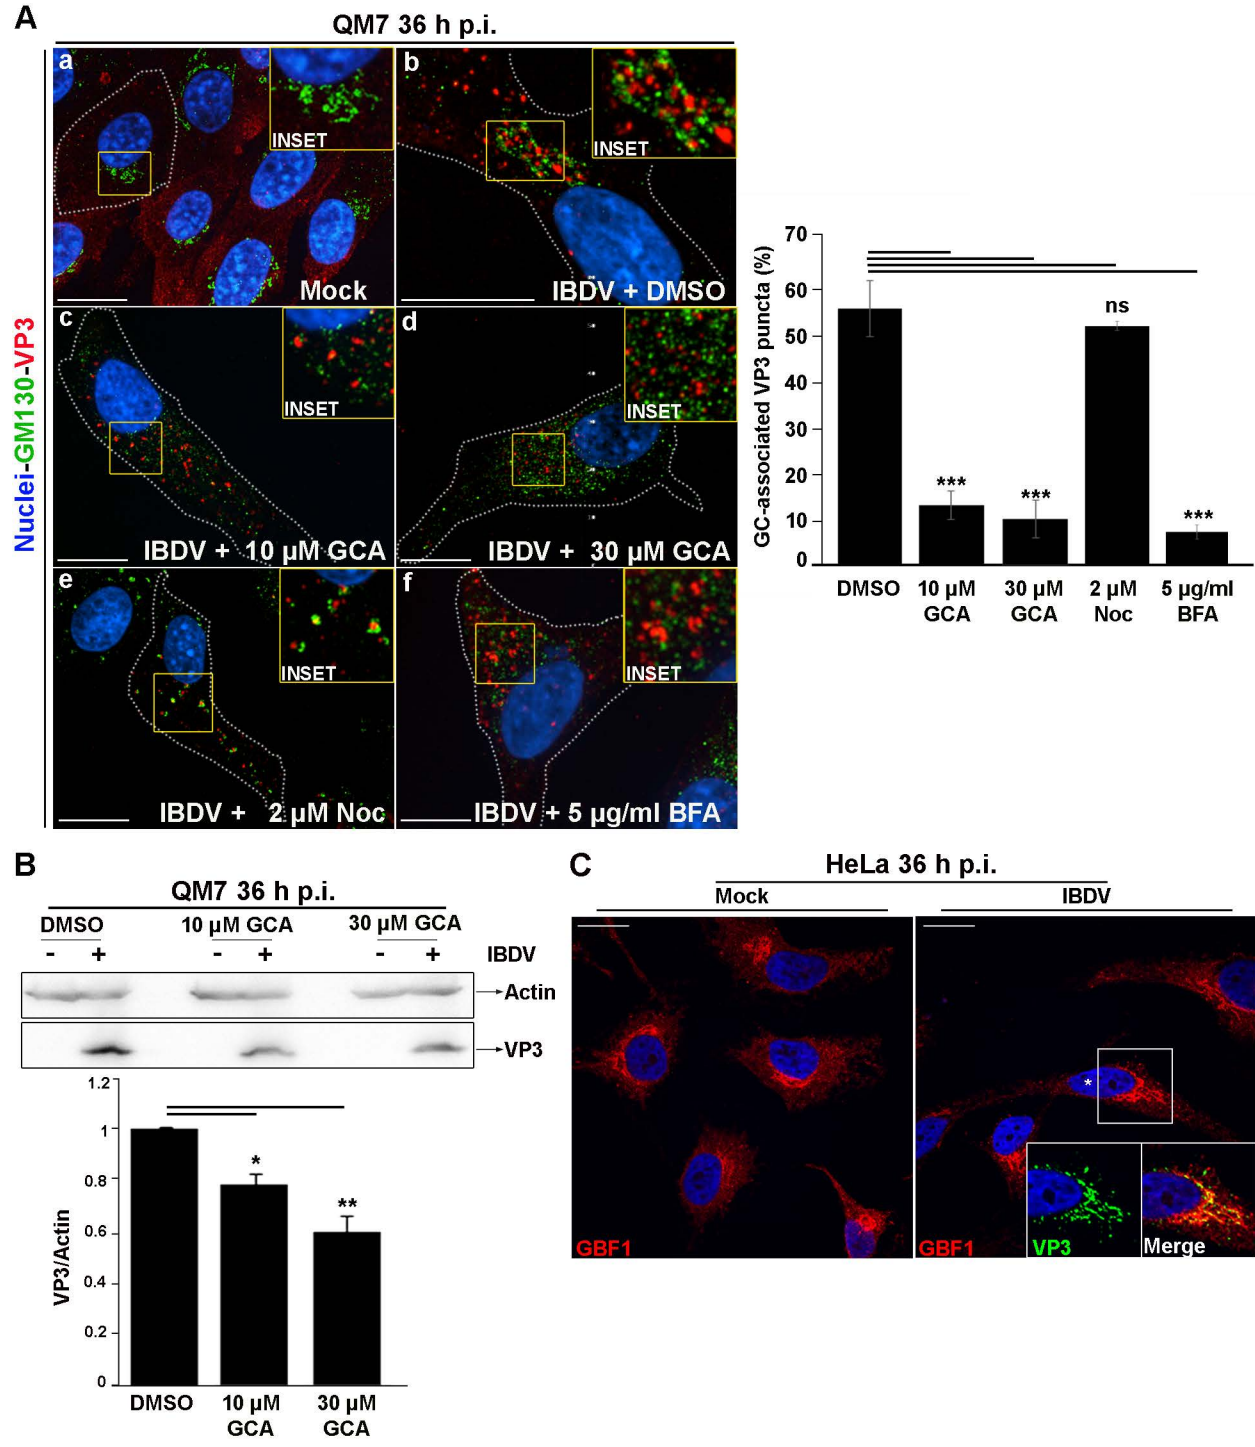 A
QM7 36 h p.i.
Nuclei-GM130-VP3
a
INSET
Mock
b
INSET
IBDV + DMSO
c
INSET
IBDV + 10 µM GCA
d
INSET
IBDV + 30 µM GCA
e
INSET
IBDV + 2 µM Noc
f
INSET
IBDV + 5 µg/ml BFA
GC-associated VP3 puncta (%)
70
60
50
40
30
20
10
0
***
***
ns
***
DMSO
10 µM GCA
30 µM GCA
2 µM Noc
5 µg/ml BFA
B
QM7 36 h p.i.
DMSO 10 µM GCA 30 µM GCA
- + - + - + IBDV
Actin
VP3
VP3/Actin
1.2
1
0.8
0.6
0.4
0.2
0
*
**
DMSO
10 µM GCA
30 µM GCA
C
HeLa 36 h p.i.
Mock IBDV
*
GBF1
GBF1
VP3
Merge